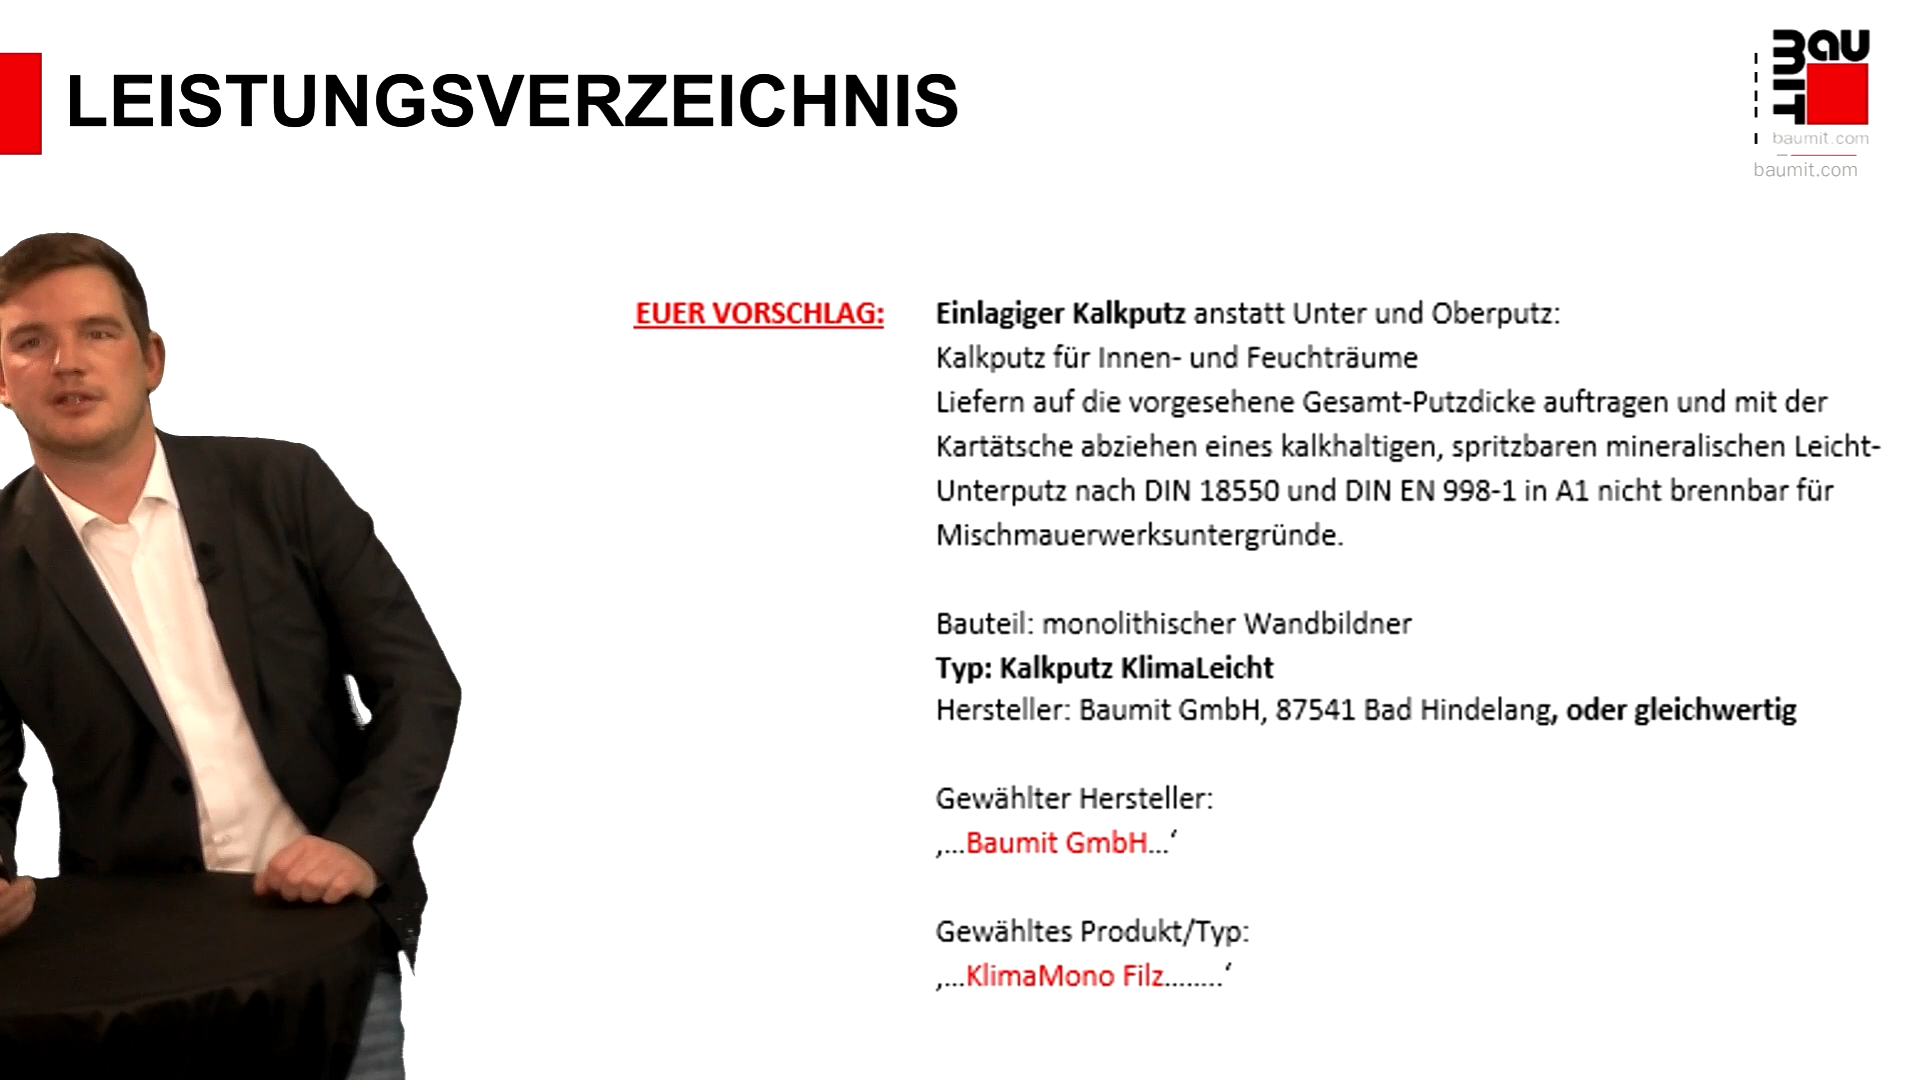 LEISTUNGSVERZEICHNIS
BAUMIT
baumit.com
baumit.com
EUER VORSCHLAG:
Einlagiger Kalkputz anstatt Unter und Oberputz:
Kalkputz für Innen- und Feuchträume
Liefern auf die vorgesehene Gesamt-Putzdicke auftragen und mit der
Kartätsche abziehen eines kalkhaltigen, spritzbaren mineralischen Leicht-
Unterputz nach DIN 18550 und DIN EN 998-1 in A1 nicht brennbar für
Mischmauerwerksuntergründe.
Bauteil: monolithischer Wandbildner
Typ: Kalkputz KlimaLeicht
Hersteller: Baumit GmbH, 87541 Bad Hindelang, oder gleichwertig
Gewählter Hersteller:
‚...Baumit GmbH...‘
Gewähltes Produkt/Typ:
‚...KlimaMono Filz........‘